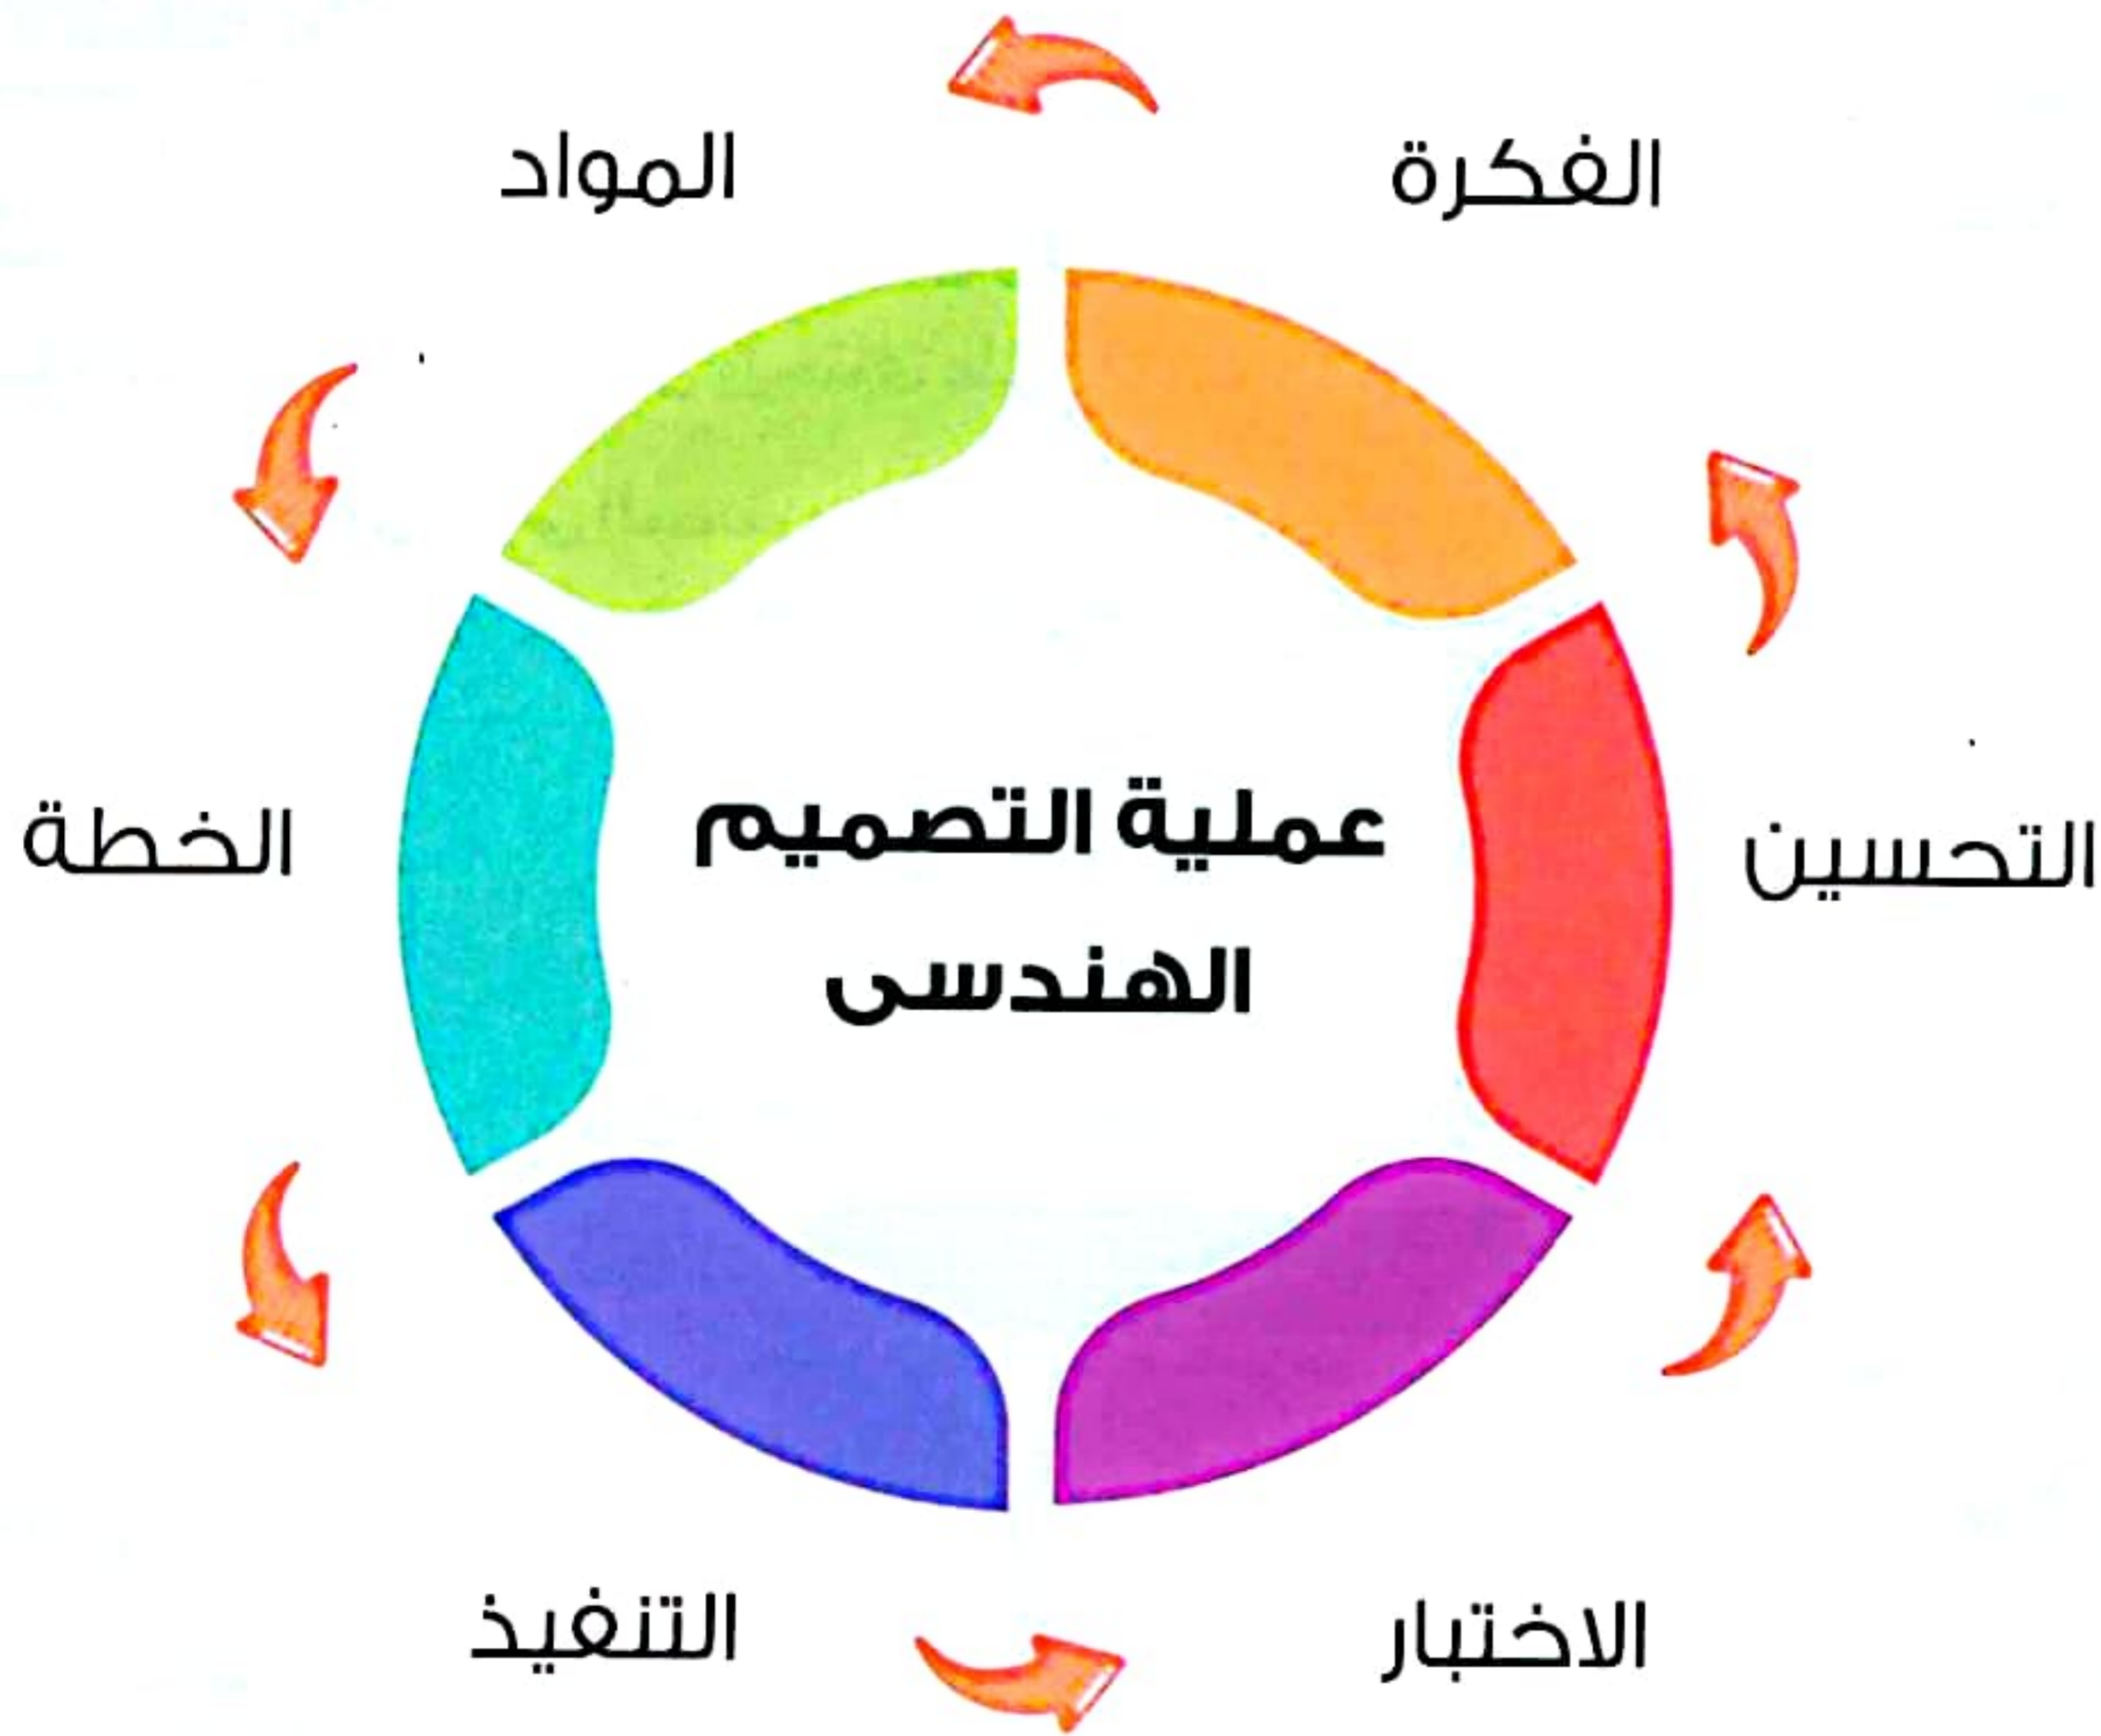 الفكرة
المواد
الخطة
التنفيذ
الاختبار
التحسين
عملية التصميم
الهندسى